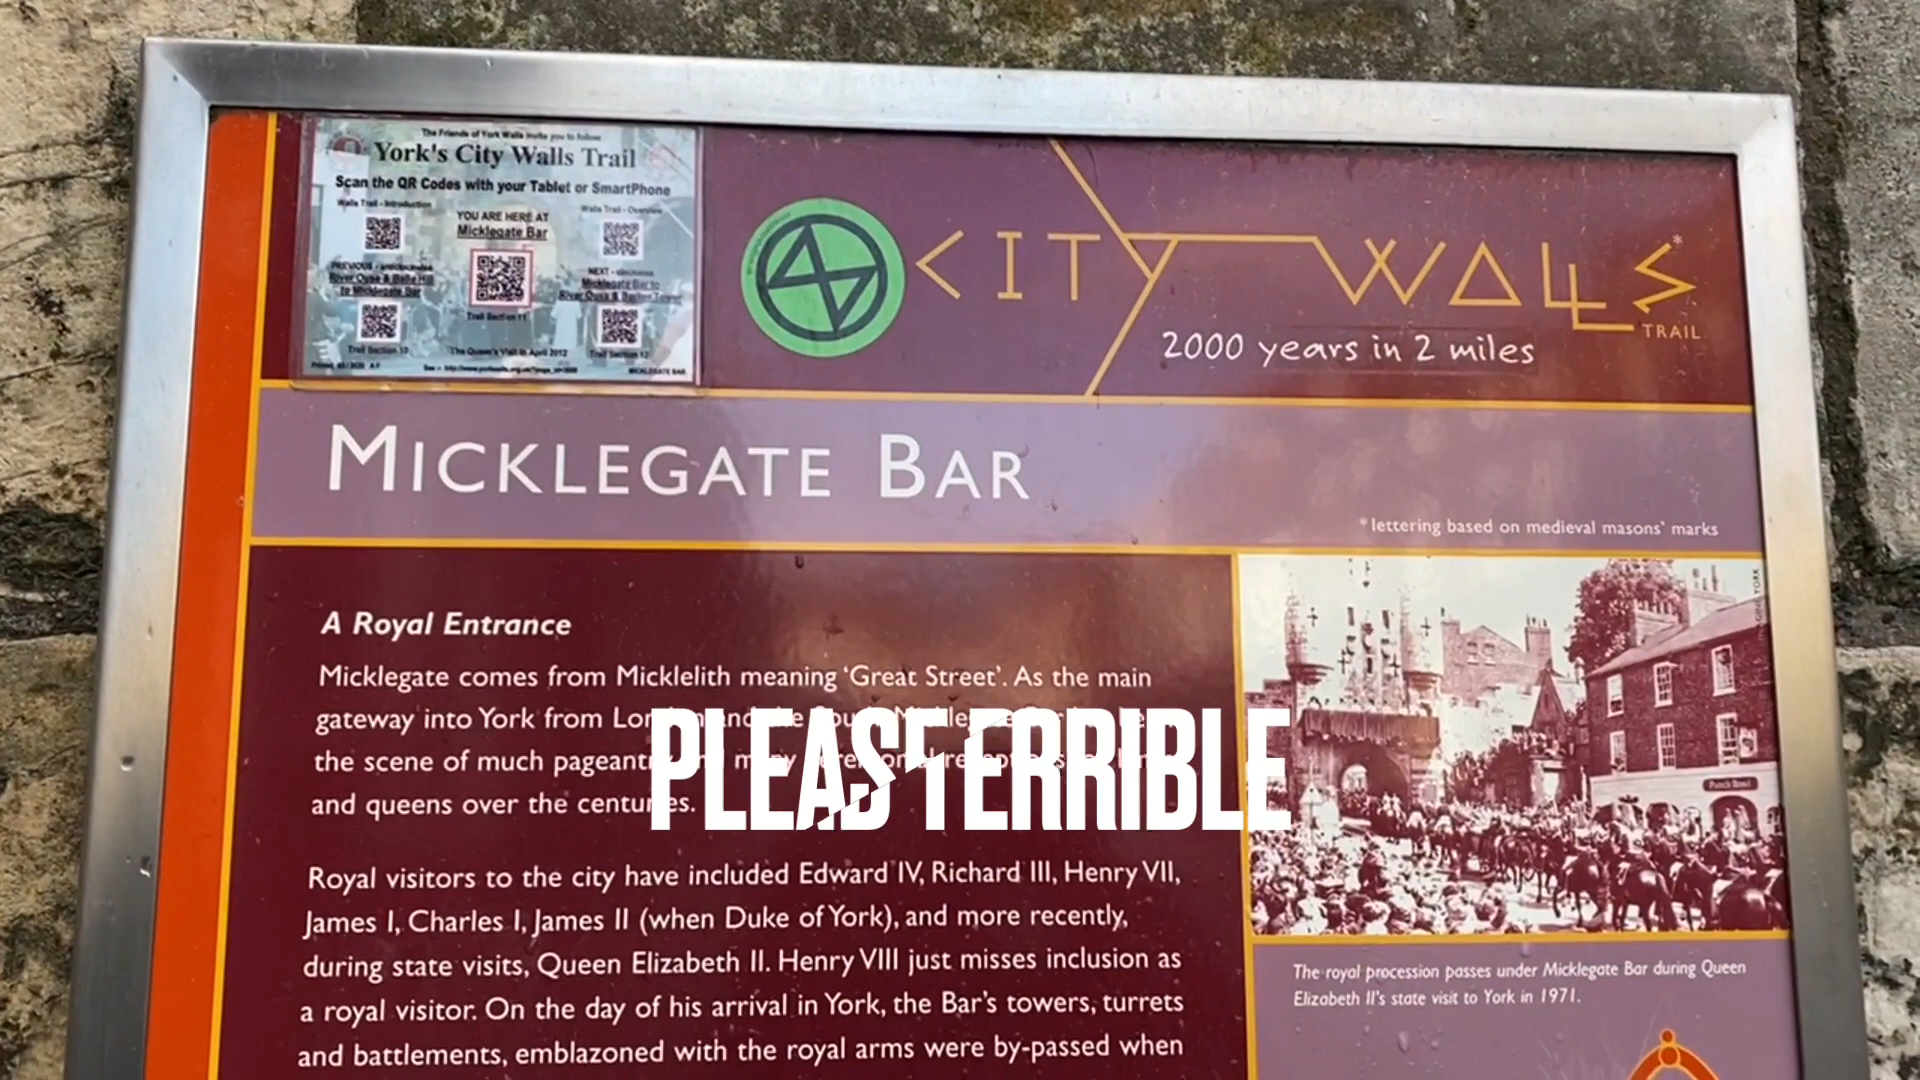 The Friends of York Walls invite you to follow
York's City Walls Trail
Scan the QR Codes with your Tablet or SmartPhone
Walls Trail - Introduction
Walls Trail - Overview
YOU ARE HERE AT
Micklegate Bar
PREVIOUS - anticlockwise
River Ouse & Baile Hill
to Micklegate Bar
NEXT - clockwise
Micklegate Bar to
River Ouse & Barker Tower
Trail Section 11
Trail Section 10
The Queen's Visit in April 2012
Trail Section 12
MICKLEGATE BAR
CITY WALLS*
TRAIL
2000 years in 2 miles
MICKLEGATE BAR
*lettering based on medieval masons' marks
A Royal Entrance
Micklegate comes from Micklelith meaning 'Great Street'. As the main
gateway into York from London and the South, Micklegate Bar
the scene of much pageantry and many ceremonial receptions
and queens over the centuries.
PLEAS TERRIBLE
Royal visitors to the city have included Edward IV, Richard III, Henry VII,
James I, Charles I, James II (when Duke of York), and more recently,
during state visits, Queen Elizabeth II. Henry VIII just misses inclusion as
a royal visitor. On the day of his arrival in York, the Bar's towers, turrets
and battlements, emblazoned with the royal arms were by-passed when
Punch Bowl
The royal procession passes under Micklegate Bar during Queen
Elizabeth II's state visit to York in 1971.